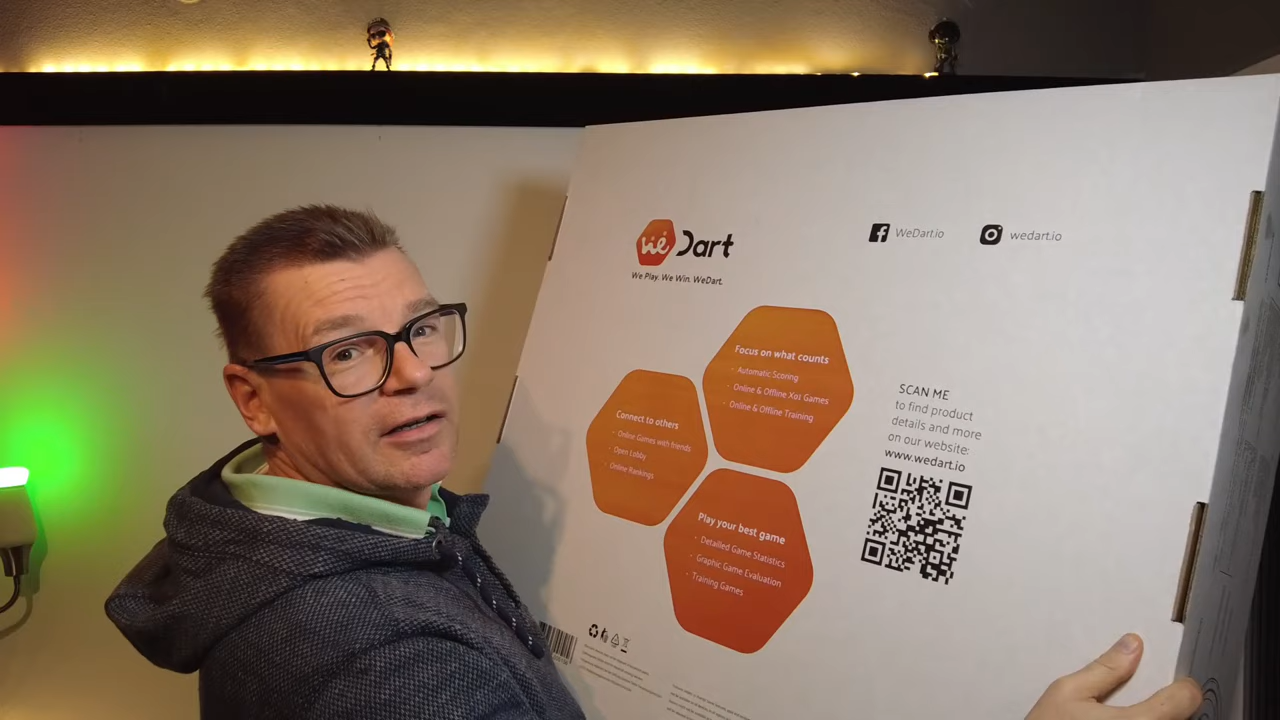 we Dart
We Play. We Win. WeDart.
WeDart.io
wedart.io
Focus on what counts
- Automatic Scoring
- Online & Offline X01 Games
- Online & Offline Training
Connect to others
- Online Games with friends
- Open Lobby
- Online Rankings
Play your best game
- Detailled Game Statistics
- Graphic Game Evaluation
- Training Games
SCAN ME
to find product
details and more
on our website:
www.wedart.io